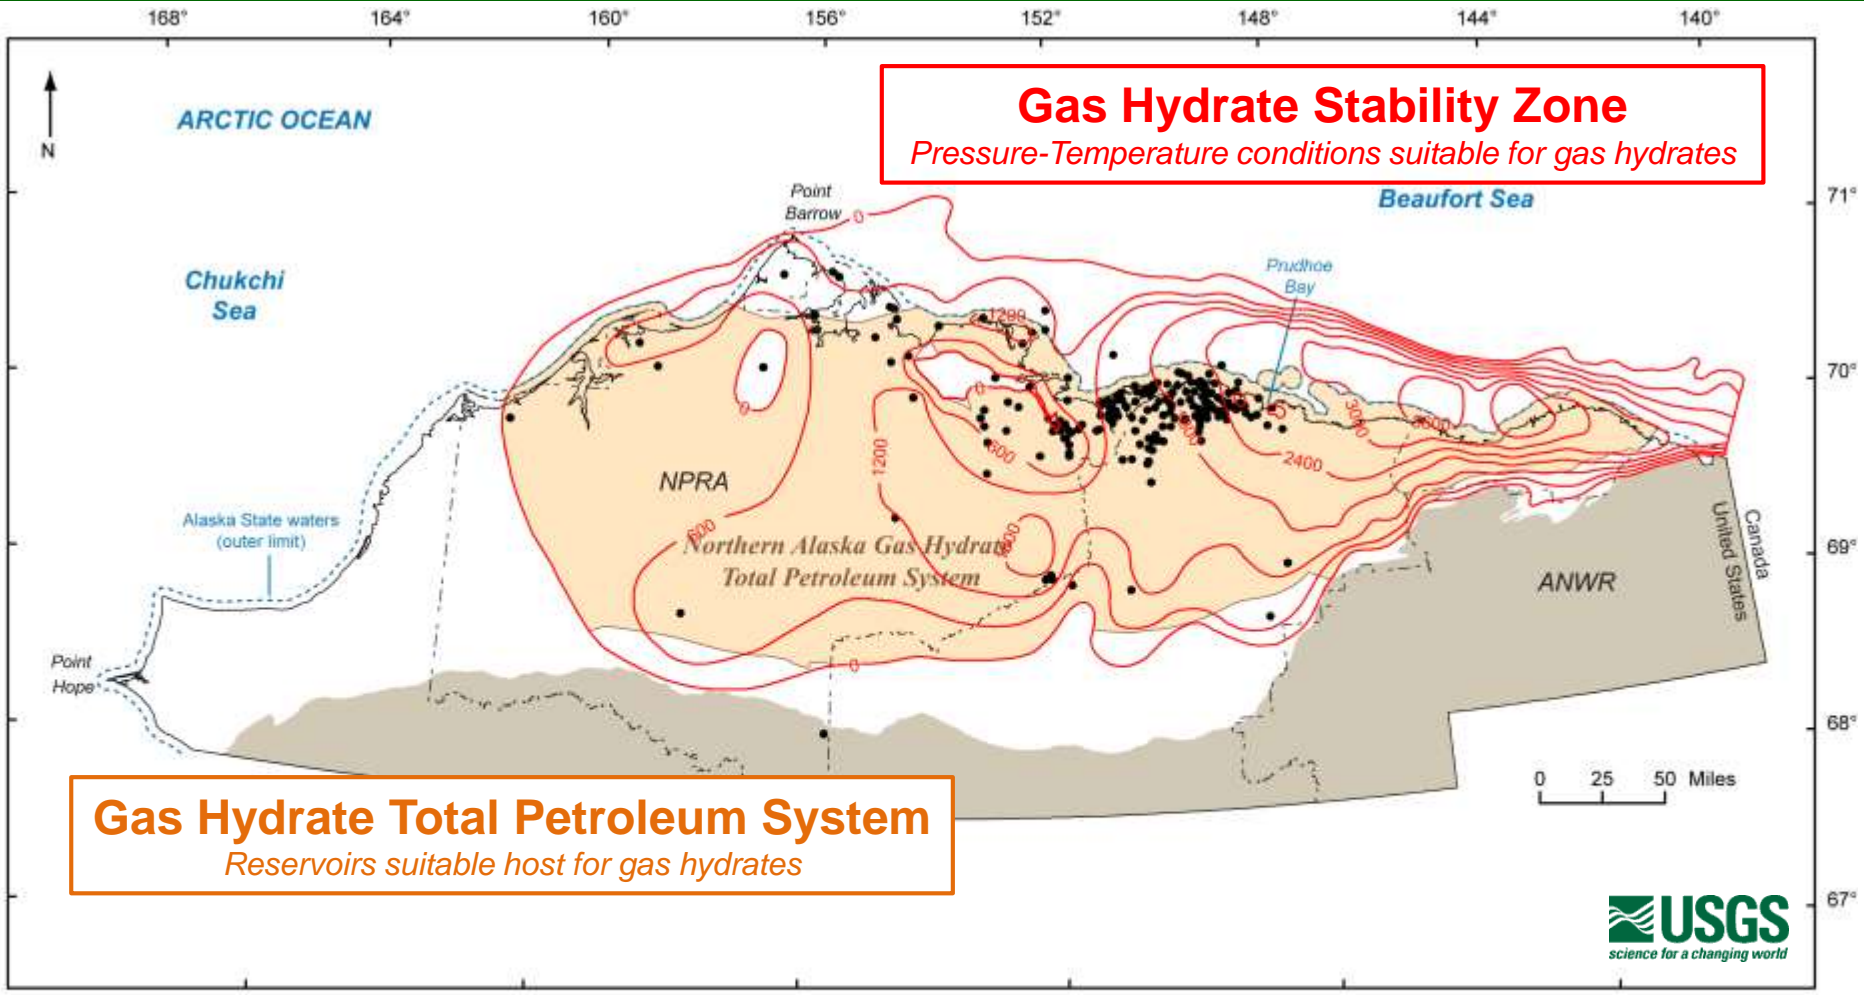 168° 164° 160° 156° 152° 148° 144° 140°
Gas Hydrate Stability Zone
Pressure-Temperature conditions suitable for gas hydrates
ARCTIC OCEAN
N
Point
Barrow
0
Beaufort Sea
71°
Chukchi
Sea
Prudhoe
Bay
1200
70°
0
0
3000
3600
600
2400
1200
NPRA
600
Northern Alaska Gas Hydrate
Total Petroleum System
Alaska State waters
(outer limit)
Canada
United States
69°
ANWR
Point
Hope
0
68°
0 25 50 Miles
Gas Hydrate Total Petroleum System
Reservoirs suitable host for gas hydrates
67°
USGS
science for a changing world